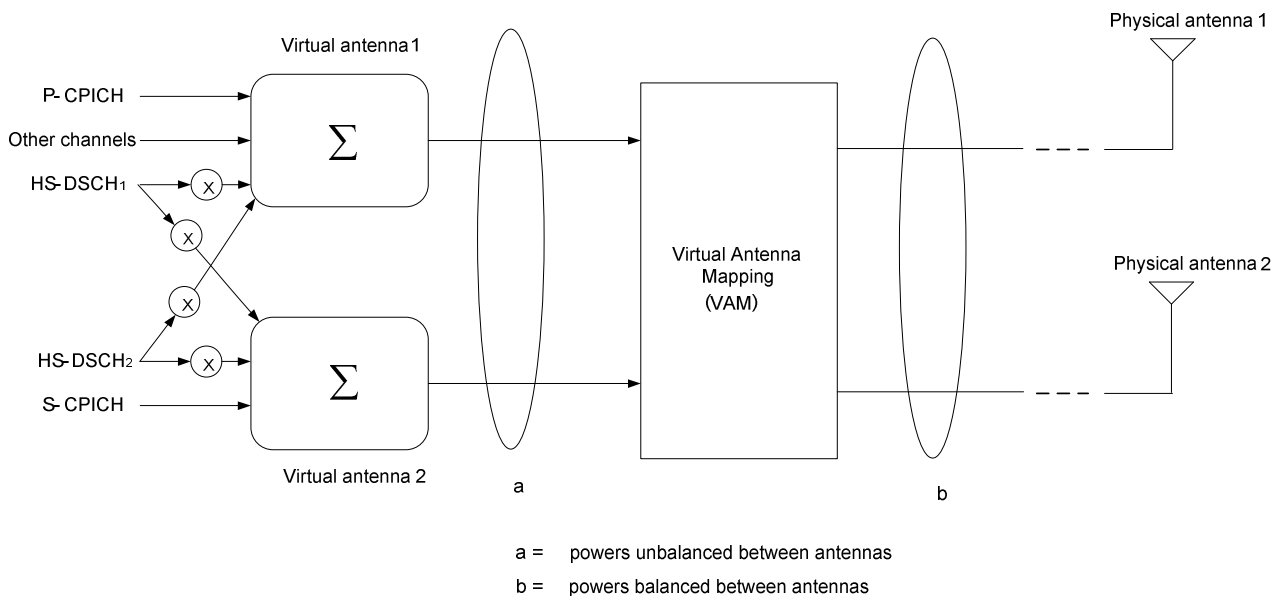 Physical antenna 1
Virtual antenna 1
P- CPICH
Σ
Other channels
HS-DSCH1
X
X
Virtual Antenna
Mapping
(VAM)
Physical antenna 2
X
HS-DSCH2
X
Σ
S- CPICH
Virtual antenna 2
a
b
a = powers unbalanced between antennas
b = powers balanced between antennas